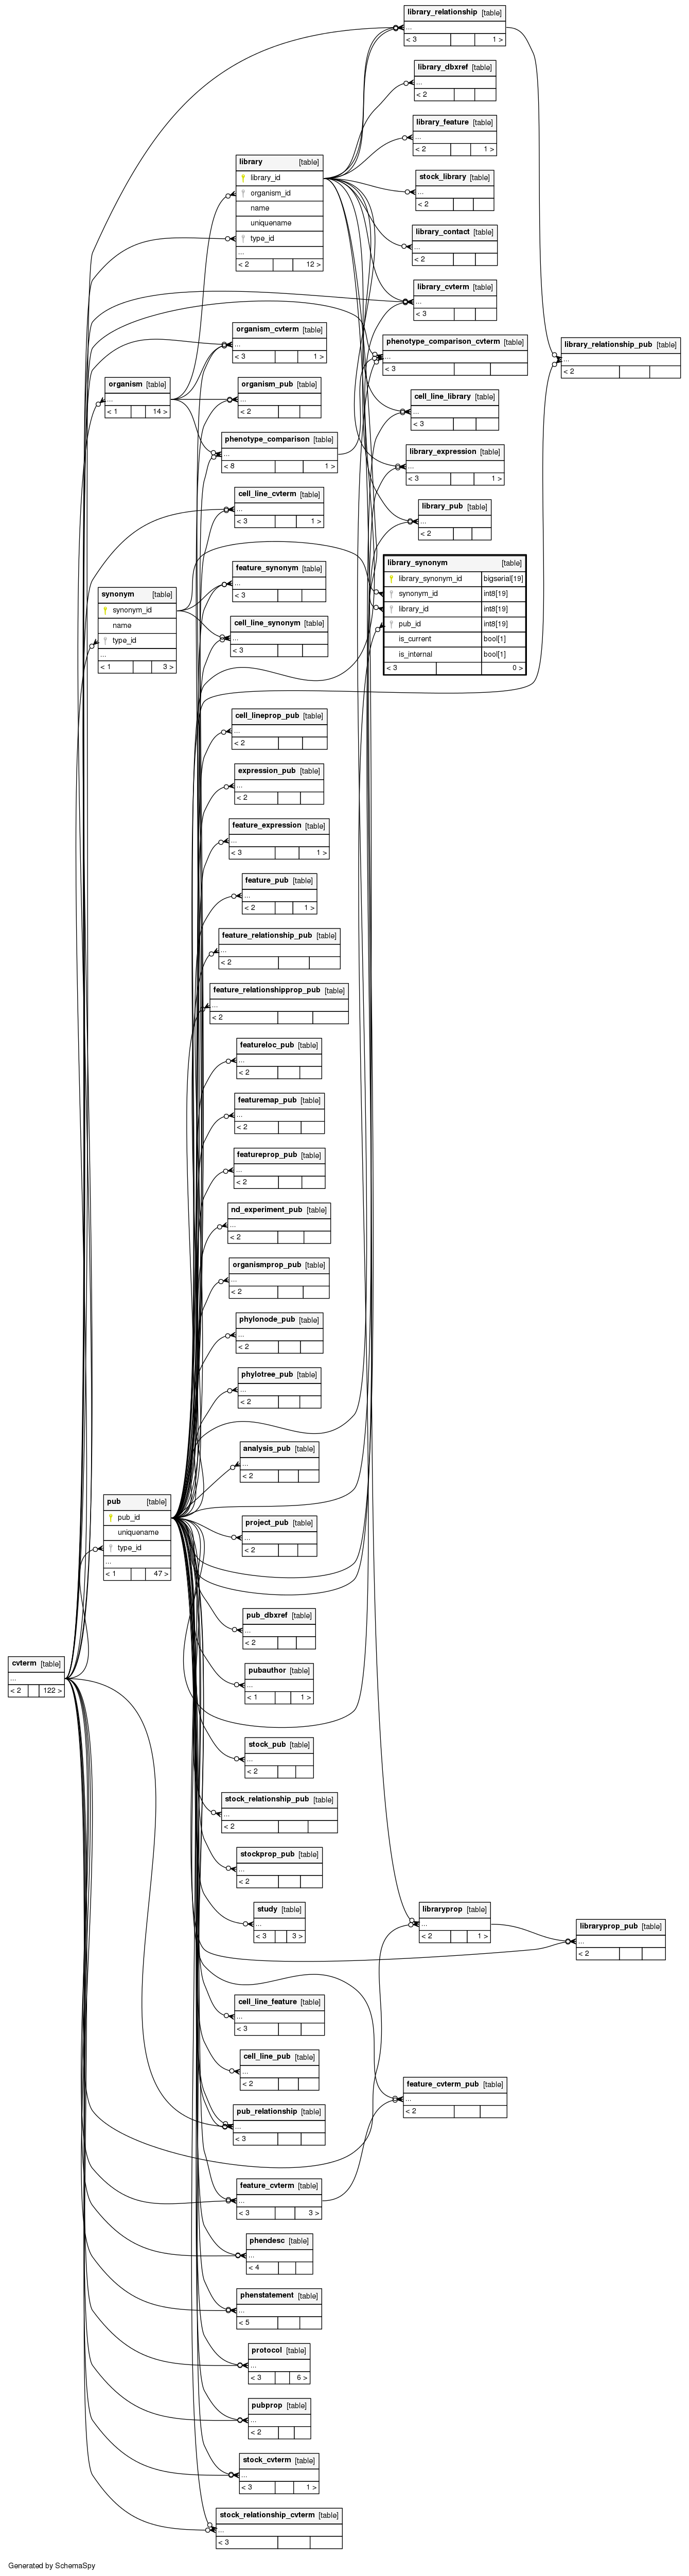 library_relationship [table]
...
< 3 1 >
library_dbxref [table]
...
< 2
library_feature [table]
...
< 2 1 >
stock_library [table]
...
< 2
library_contact [table]
...
< 2
library_cvterm [table]
...
< 3
phenotype_comparison_cvterm [table]
...
< 3
library_relationship_pub [table]
...
< 2
cell_line_library [table]
...
< 3
library_expression [table]
...
< 3 1 >
library_pub [table]
...
< 2
library [table]
library_id
organism_id
name
uniquename
type_id
...
< 2 12 >
organism_cvterm [table]
...
< 3 1 >
organism [table]
...
< 1 14 >
organism_pub [table]
...
< 2
phenotype_comparison [table]
...
< 8 1 >
cell_line_cvterm [table]
...
< 3 1 >
library_synonym [table]
library_synonym_id bigserial[19]
synonym_id int8[19]
library_id int8[19]
pub_id int8[19]
is_current bool[1]
is_internal bool[1]
< 3 0 >
feature_synonym [table]
...
< 3
synonym [table]
synonym_id
name
type_id
...
< 1 3 >
cell_line_synonym [table]
...
< 3
cell_lineprop_pub [table]
...
< 2
expression_pub [table]
...
< 2
feature_expression [table]
...
< 3 1 >
feature_pub [table]
...
< 2 1 >
feature_relationship_pub [table]
...
< 2
feature_relationshipprop_pub [table]
...
< 2
featureloc_pub [table]
...
< 2
featuremap_pub [table]
...
< 2
featureprop_pub [table]
...
< 2
nd_experiment_pub [table]
...
< 2
organismprop_pub [table]
...
< 2
phylonode_pub [table]
...
< 2
phylotree_pub [table]
...
< 2
analysis_pub [table]
...
< 2
pub [table]
pub_id
uniquename
type_id
...
< 1 47 >
project_pub [table]
...
< 2
pub_dbxref [table]
...
< 2
cvterm [table]
...
< 2 122 >
pubauthor [table]
...
< 1 1 >
stock_pub [table]
...
< 2
stock_relationship_pub [table]
...
< 2
stockprop_pub [table]
...
< 2
study [table]
...
< 3 3 >
libraryprop [table]
...
< 2 1 >
libraryprop_pub [table]
...
< 2
cell_line_feature [table]
...
< 3
cell_line_pub [table]
...
< 2
feature_cvterm_pub [table]
...
< 2
pub_relationship [table]
...
< 3
feature_cvterm [table]
...
< 3 3 >
phendesc [table]
...
< 4
phenstatement [table]
...
< 5
protocol [table]
...
< 3 6 >
pubprop [table]
...
< 2
stock_cvterm [table]
...
< 3 1 >
stock_relationship_cvterm [table]
...
< 3
Generated by SchemaSpy